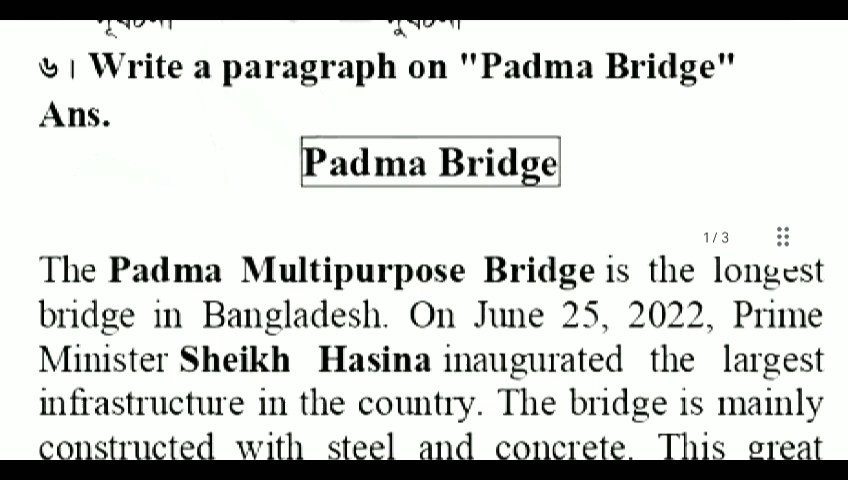 ৬। Write a paragraph on "Padma Bridge"
Ans.
Padma Bridge
1/3
The Padma Multipurpose Bridge is the longest
bridge in Bangladesh. On June 25, 2022, Prime
Minister Sheikh Hasina inaugurated the largest
infrastructure in the country. The bridge is mainly
constructed with steel and concrete. This great